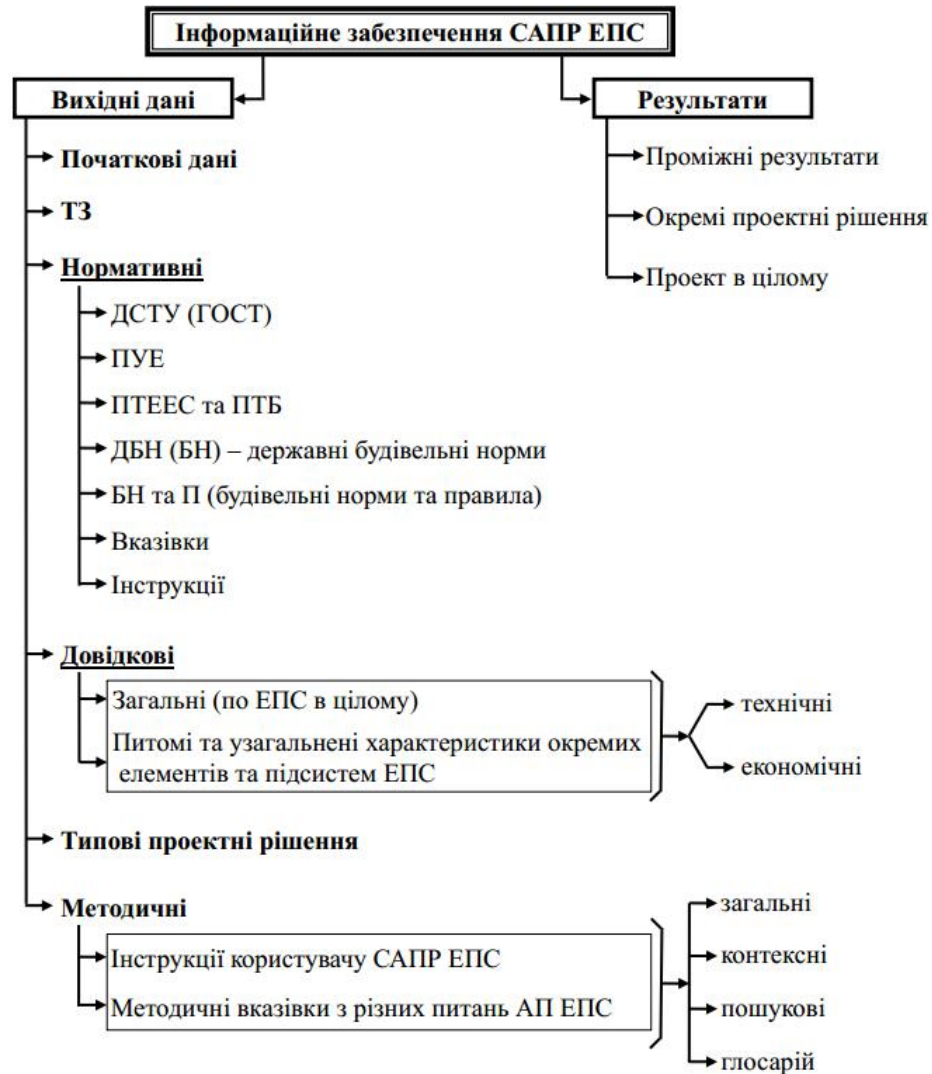 Інформаційне забезпечення САПР ЕПС
Вихідні дані
Початкові дані
ТЗ
Нормативні
ДСТУ (ГОСТ)
ПУЕ
ПТЕЕС та ПТБ
ДБН (БН) – державні будівельні норми
БН та П (будівельні норми та правила)
Вказівки
Інструкції
Довідкові
Загальні (по ЕПС в цілому)
Питомі та узагальнені характеристики окремих
елементів та підсистем ЕПС
технічні
економічні
Типові проектні рішення
Методичні
Інструкції користувачу САПР ЕПС
Методичні вказівки з різних питань АП ЕПС
загальні
контексні
пошукові
глосарій
Результати
Проміжні результати
Окремі проектні рішення
Проект в цілому